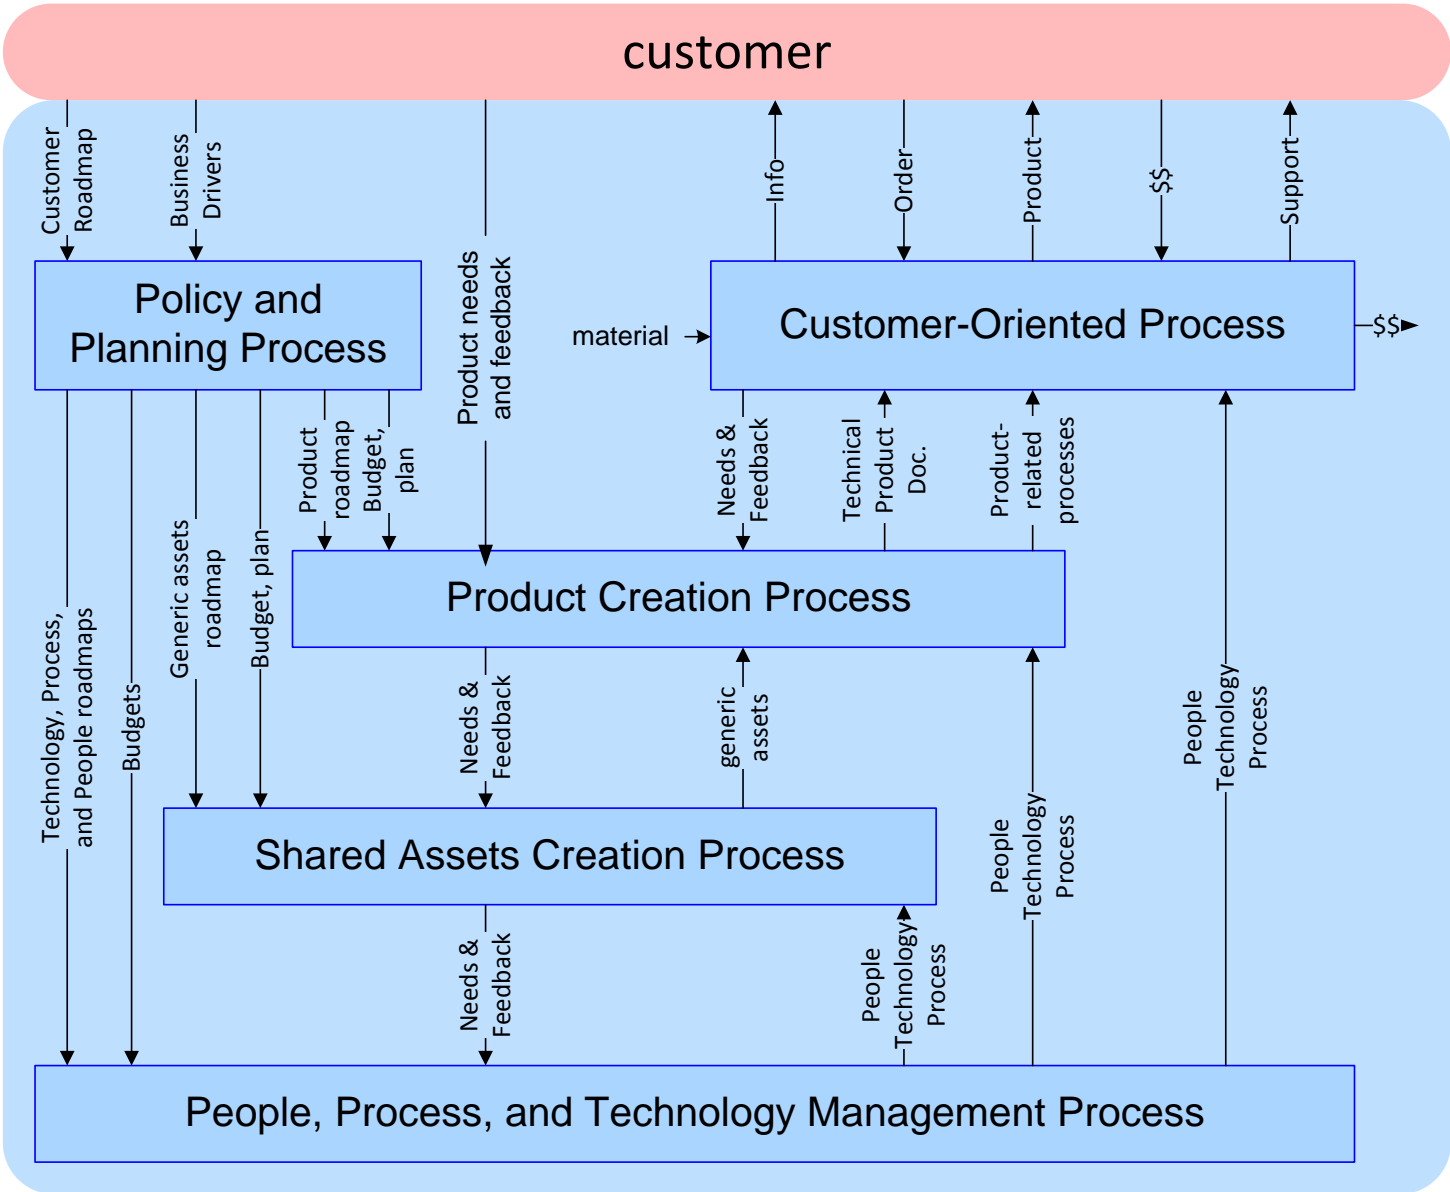 customer
Customer
Roadmap
Business
Drivers
Product needs
and feedback
Info
Order
Product
$$
Support
Policy and
Planning Process
material
Customer-Oriented Process
$$
Product
roadmap
Budget,
plan
Needs &
Feedback
Technical
Product
Doc.
Product-
related
processes
Technology, Process,
and People roadmaps
Budgets
Generic assets
roadmap
Budget, plan
Product Creation Process
Needs &
Feedback
generic
assets
People
Technology
Process
People
Technology
Process
Shared Assets Creation Process
Needs &
Feedback
People
Technology
Process
People, Process, and Technology Management Process